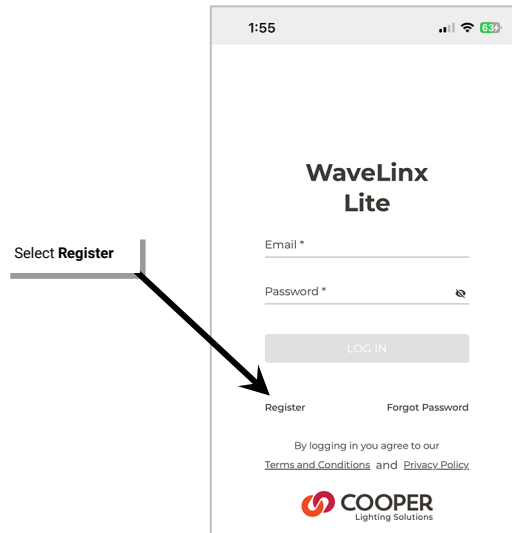 1:55
63
WaveLinx
Lite
Email *
Select Register
Password *
LOG IN
Register Forgot Password
By logging in you agree to our
Terms and Conditions and Privacy Policy
COOPER
Lighting Solutions